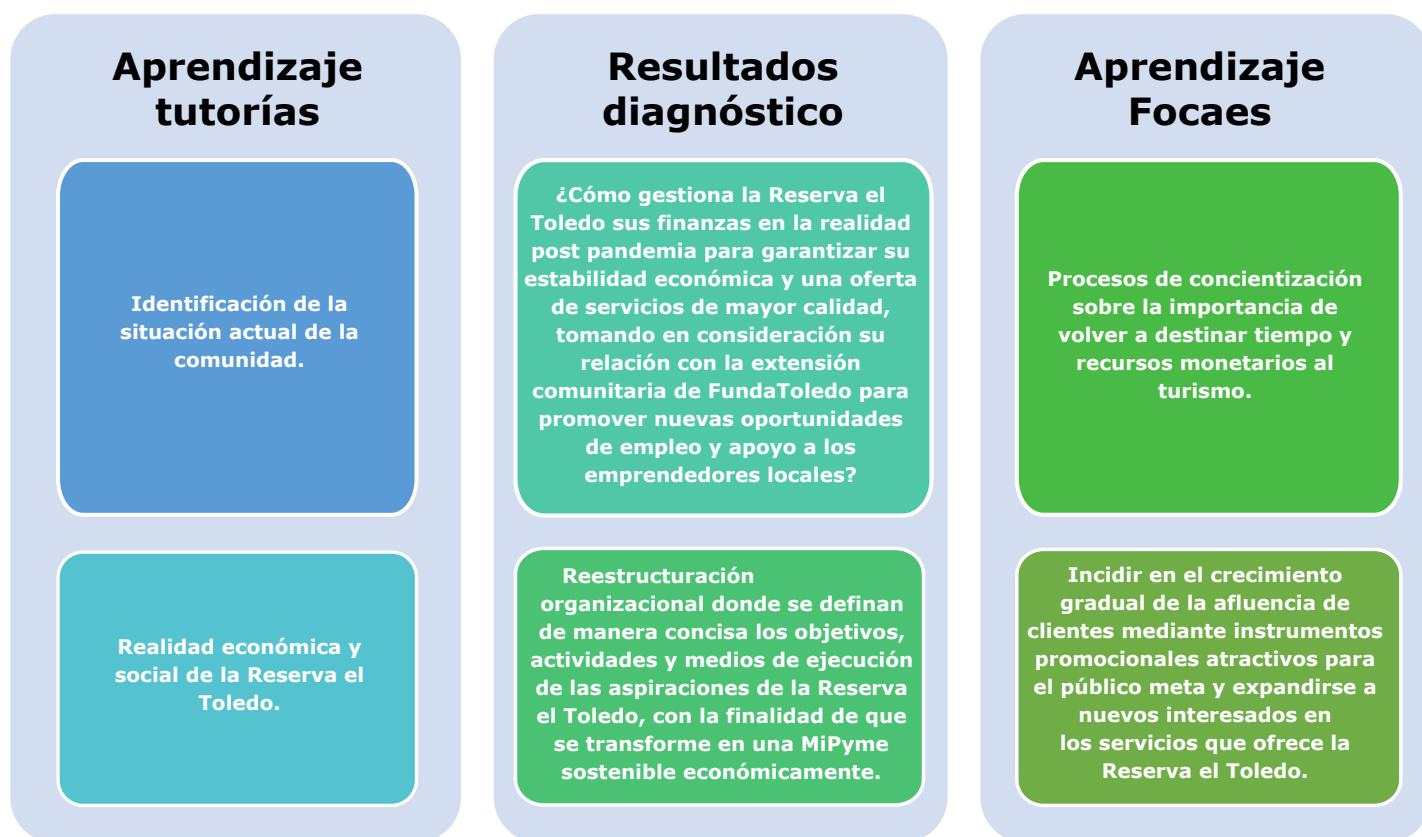 Aprendizaje
tutorías
Identificación de la
situación actual de la
comunidad.
Realidad económica y
social de la Reserva el
Toledo.
Resultados
diagnóstico
¿Cómo gestiona la Reserva el
Toledo sus finanzas en la realidad
post pandemia para garantizar su
estabilidad económica y una oferta
de servicios de mayor calidad,
tomando en consideración su
relación con la extensión
comunitaria de FundaToledo para
promover nuevas oportunidades
de empleo y apoyo a los
emprendedores locales?
Reestructuración
organizacional donde se definan
de manera concisa los objetivos,
actividades y medios de ejecución
de las aspiraciones de la Reserva
el Toledo, con la finalidad de que
se transforme en una MiPyme
sostenible económicamente.
Aprendizaje
Focaes
Procesos de concientización
sobre la importancia de
volver a destinar tiempo y
recursos monetarios al
turismo.
Incidir en el crecimiento
gradual de la afluencia de
clientes mediante instrumentos
promocionales atractivos para
el público meta y expandirse a
nuevos interesados en
los servicios que ofrece la
Reserva el Toledo.